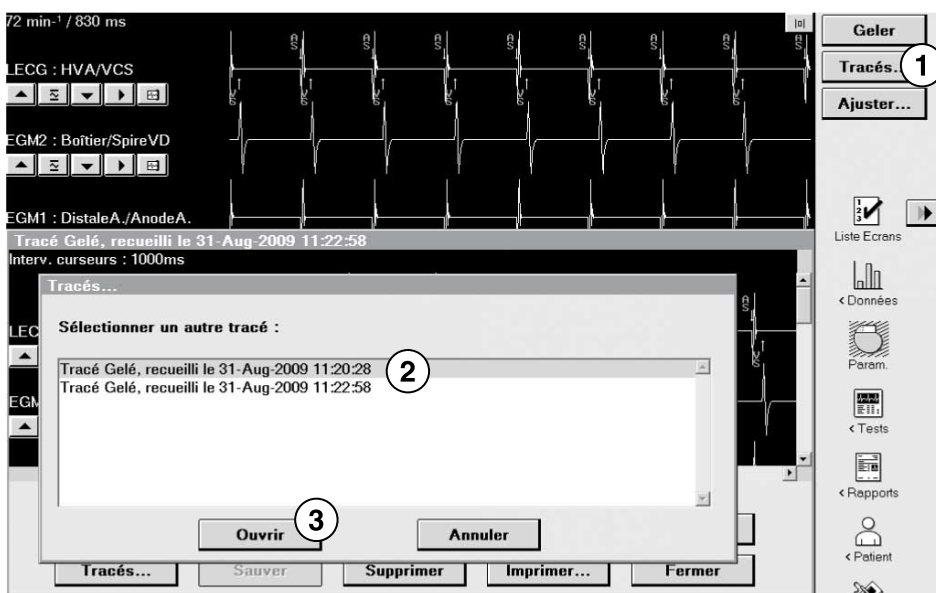 72 min-¹ / 830 ms
Geler
LECG : HVA/VCS
Tracés...
1
Ajuster...
EGM2 : Boîtier/SpireVD
EGM1 : DistaleA./AnodeA.
Liste Ecrans
Tracé Gelé, recueilli le 31-Aug-2009 11:22:58
Interv. curseurs : 1000ms
Tracés...
< Données
Sélectionner un autre tracé :
LEC
Tracé Gelé, recueilli le 31-Aug-2009 11:20:28
2
Tracé Gelé, recueilli le 31-Aug-2009 11:22:58
Param.
EGM
< Tests
< Rapports
3
Ouvrir
Annuler
< Patient
Tracés...
Sauver
Supprimer
Imprimer...
Fermer